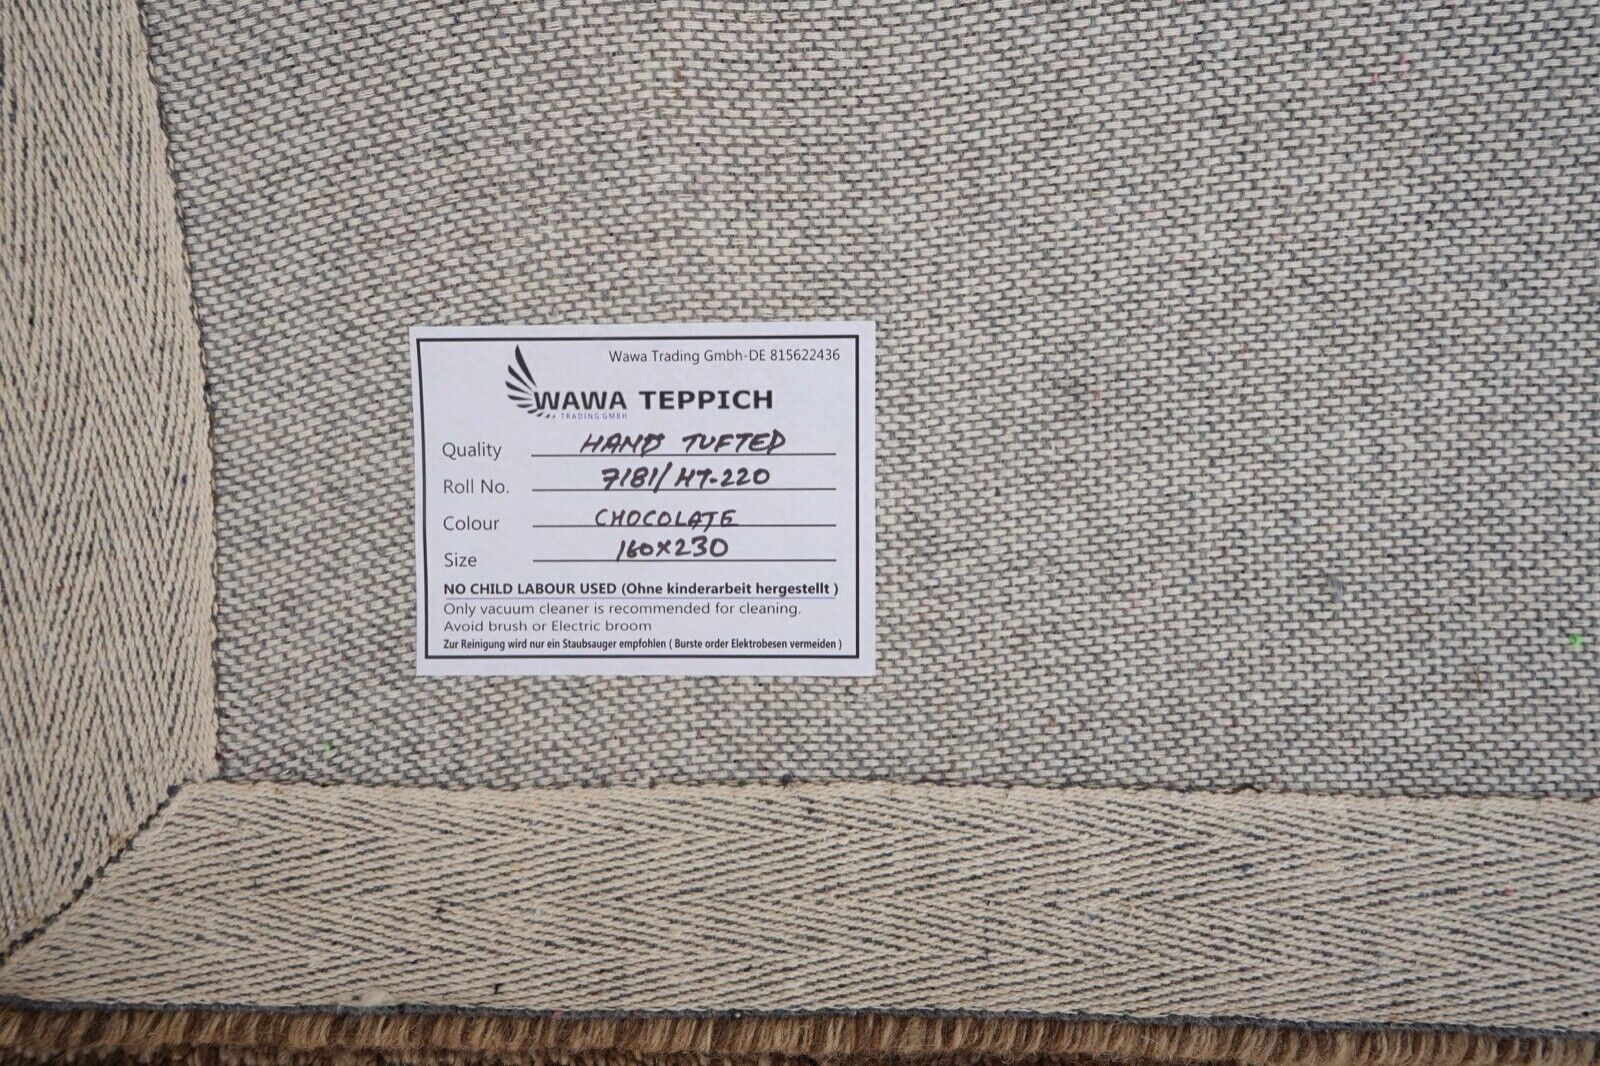 Wawa Trading Gmbh-DE 815622436
WAWA TEPPICH
TRADING GMBH
Quality HAND TUFTED
Roll No. 7181/HT-220
Colour CHOCOLATE
Size 160x230
NO CHILD LABOUR USED (Ohne kinderarbeit hergestellt )
Only vacuum cleaner is recommended for cleaning.
Avoid brush or Electric broom
Zur Reinigung wird nur ein Staubsauger empfohlen ( Burste order Elektrobesen vermeiden )